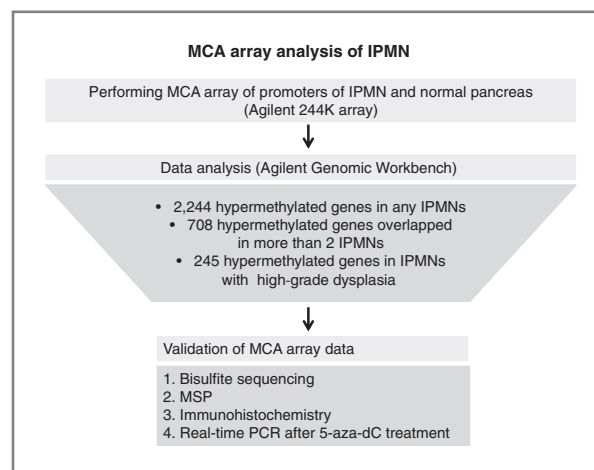 MCA array analysis of IPMN
Performing MCA array of promoters of IPMN and normal pancreas
(Agilent 244K array)
Data analysis (Agilent Genomic Workbench)
• 2,244 hypermethylated genes in any IPMNs
• 708 hypermethylated genes overlapped
in more than 2 IPMNs
• 245 hypermethylated genes in IPMNs
with high-grade dysplasia
Validation of MCA array data
1. Bisulfite sequencing
2. MSP
3. Immunohistochemistry
4. Real-time PCR after 5-aza-dC treatment